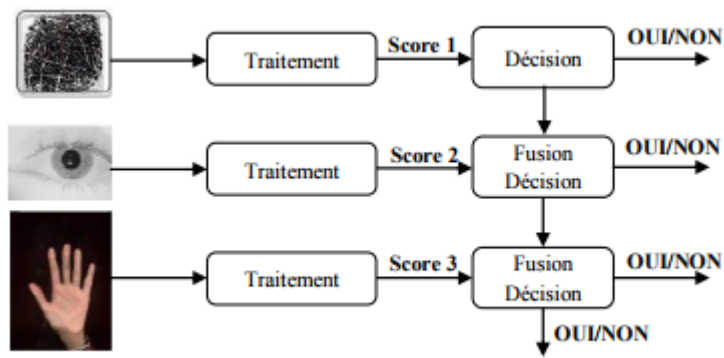 Traitement
Score 1
Décision
OUI/NON
Traitement
Score 2
Fusion
Décision
OUI/NON
Traitement
Score 3
Fusion
Décision
OUI/NON
OUI/NON